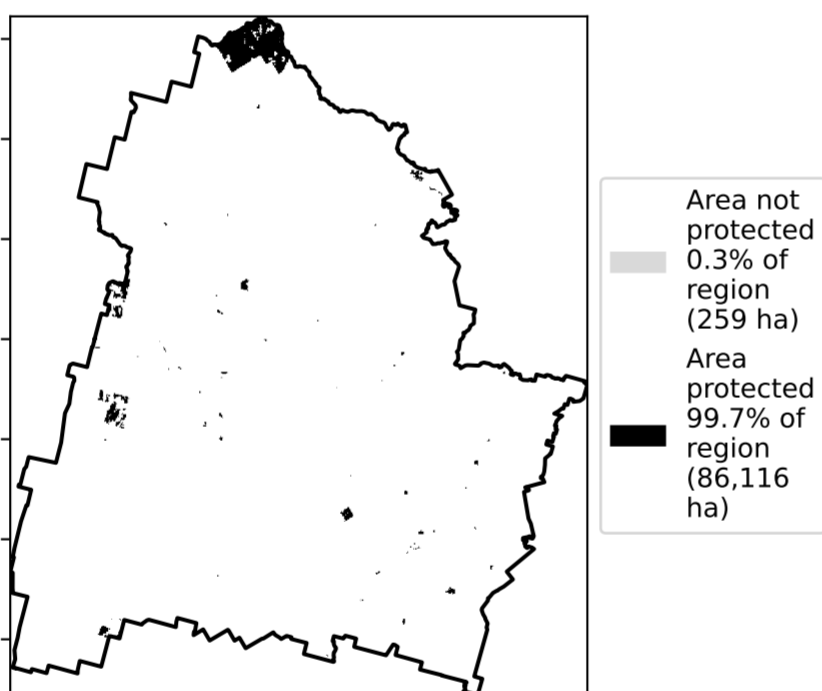 Area not
protected
0.3% of
region
(259 ha)
Area
protected
99.7% of
region
(86,116
ha)